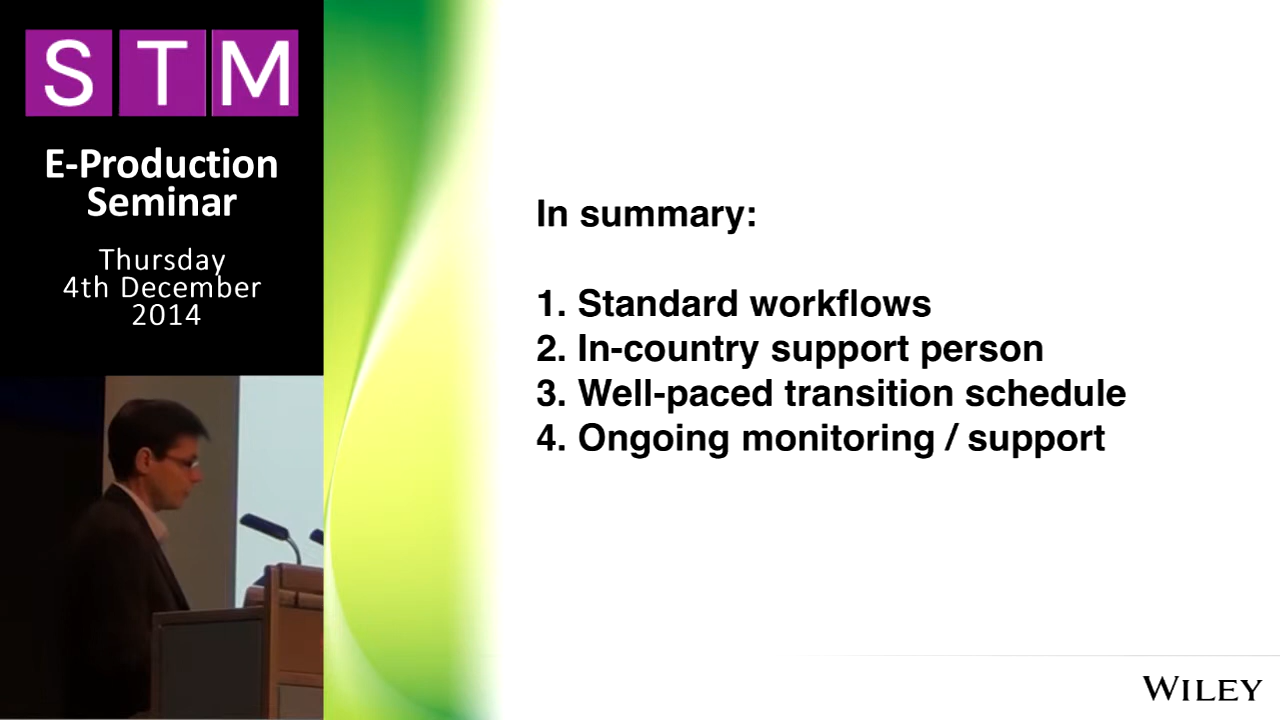 STM
E-Production
Seminar
Thursday
4th December
2014
In summary:
1. Standard workflows
2. In-country support person
3. Well-paced transition schedule
4. Ongoing monitoring / support
WILEY